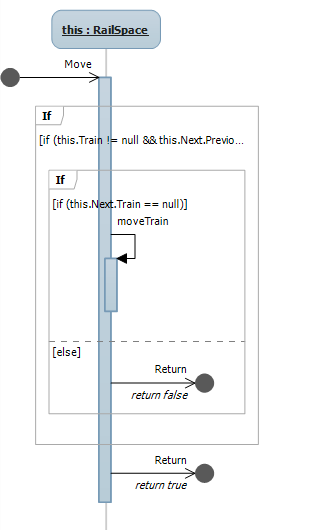 this : RailSpace
Move
If
[if (this.Train != null && this.Next.Previo...
If
[if (this.Next.Train == null)]
moveTrain
[else]
Return
return false
Return
return true